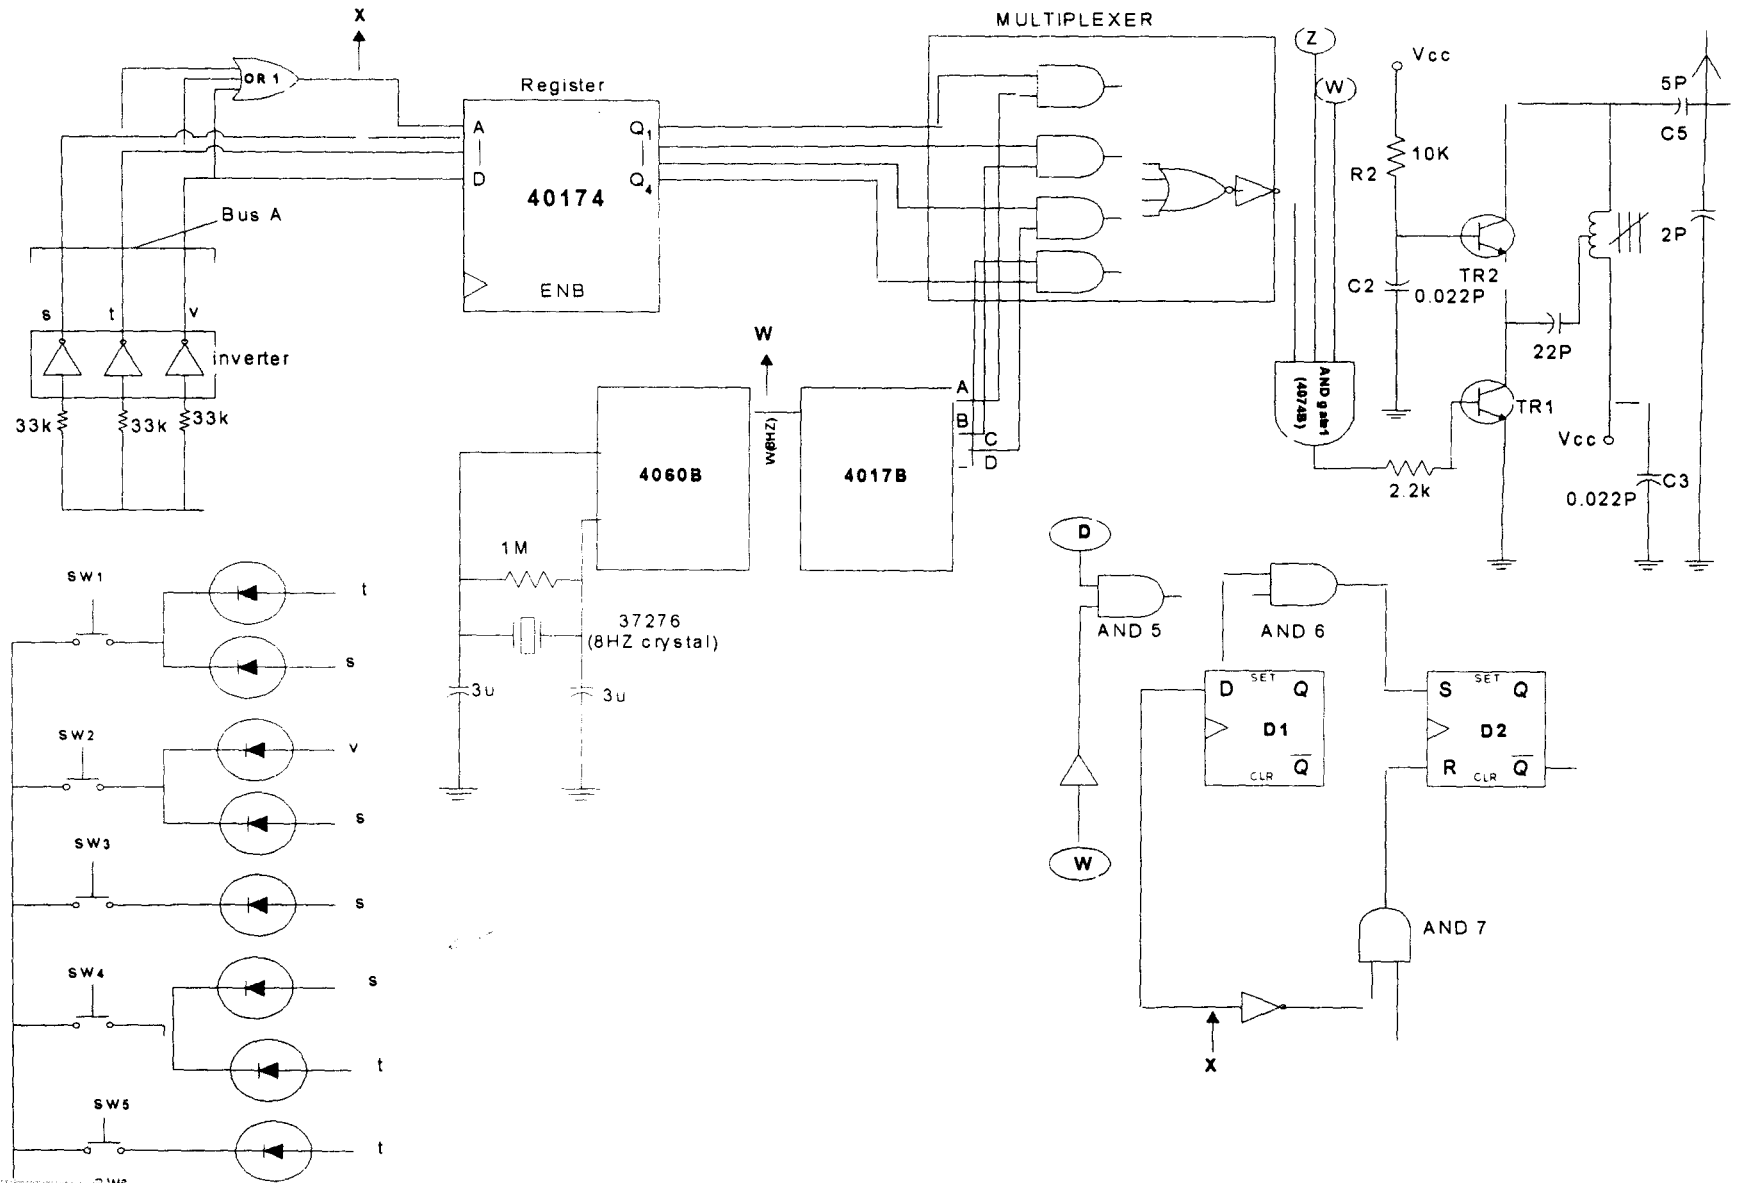 MULTIPLEXER
X
Z
Vcc
OR 1
Register
W
5P
C5
A
Q1
10K
R2
D
Q4
40174
Bus A
2P
TR2
C2
0.022P
ENB
s
t
v
W
inverter
22P
33k
33k
33k
A
B
C
D
W(8HZ)
AND gate1
(4074B)
TR1
Vcc
4060B
4017B
2.2k
C3
0.022P
D
1M
SW1
t
37276
(8HZ crystal)
AND 5
AND 6
s
3u
3u
D
SET
Q
D1
Q
CLR
S
SET
Q
D2
R
CLR
Q
SW2
v
s
W
SW3
s
AND 7
SW4
s
t
X
SW5
t